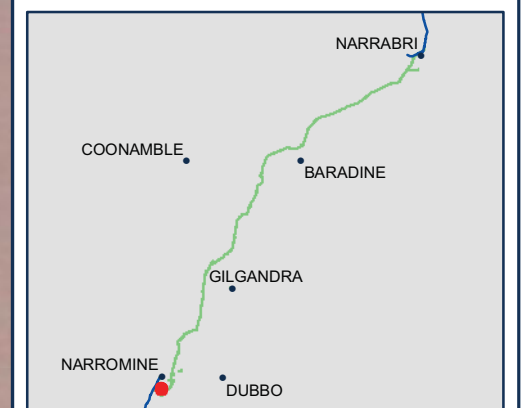 NARRABRI
COONAMBLE
BARADINE
GILGANDRA
NARROMINE
DUBBO